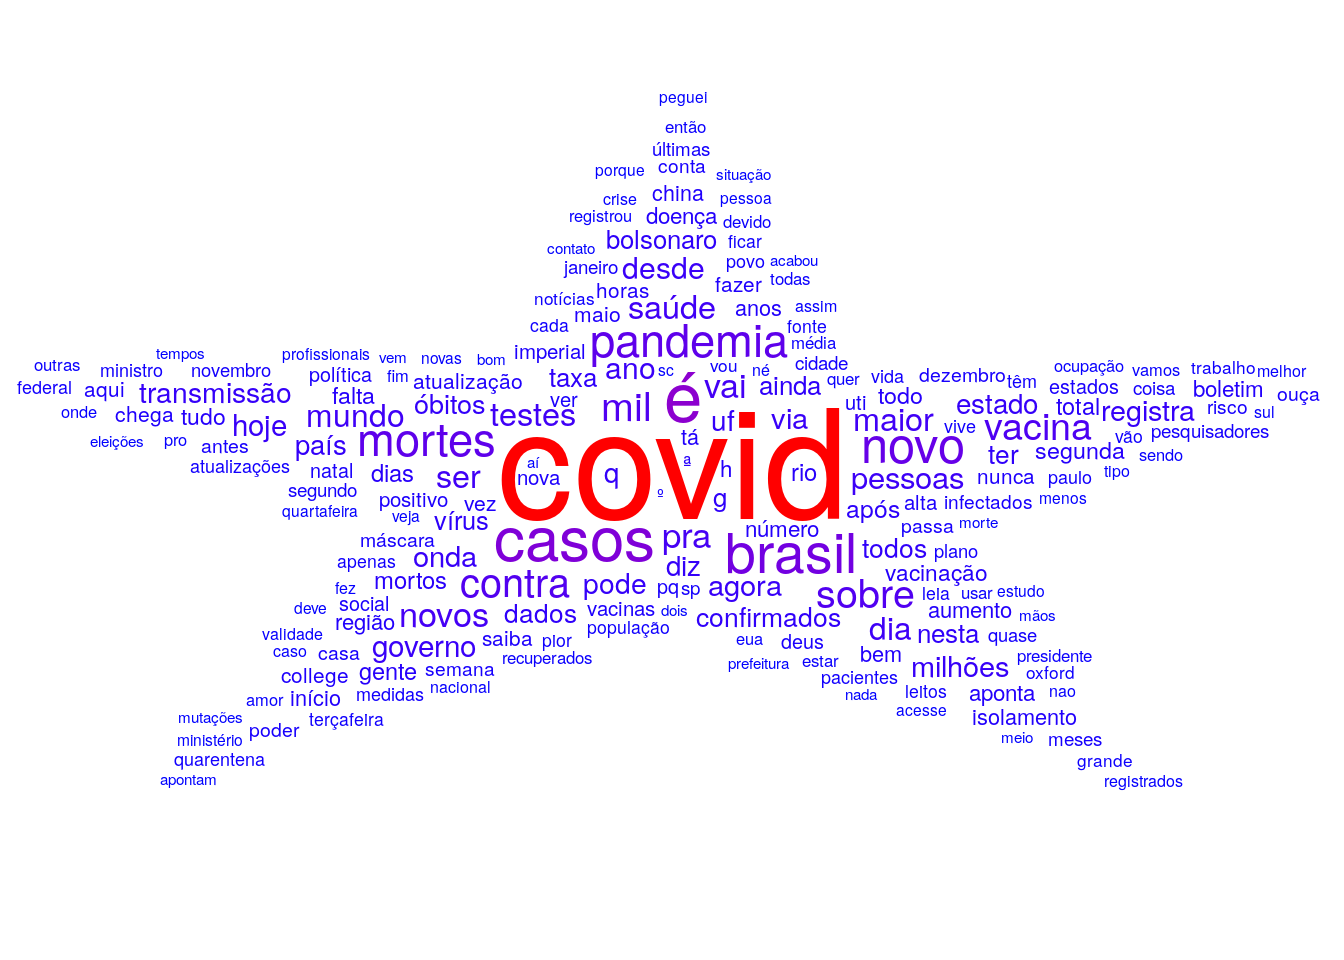 peguei
então
últimas
porque conta situação
crise china pessoa
registrou doença devido
contato bolsonaro ficar
janeiro desde povo acabou
horas fazer todas
notícias saúde anos assim
maio
cada pandemia fonte
imperial média
tempos profissionais vem novas bom
outras ministro novembro política fim atualização taxa ano sc vou né cidade ocupação vamos trabalho melhor
federal aqui transmissão falta óbitos ver mil é vai ainda quer vida dezembro têm estados coisa boletim ouça
onde chega tudo hoje mundo testes uf via uti todo maior estado total registra risco sul
eleições pro antes país mortes tá novo vive vacina vão pesquisadores
atualizações natal dias ser aí nova q ª h rio ter segunda sendo
segundo positivo vez º g pessoas nunca paulo tipo
quartafeira veja vírus covid após alta infectados menos
máscara casos pra número passa morte
apenas onda diz brasil todos plano
fez mortos contra pode pq sp agora vacinação
deve social novos dados vacinas dois confirmados sobre leia usar estudo
validade região população aumento mãos
caso casa governo saiba pior eua deus dia nesta quase
college gente semana recuperados prefeitura estar bem milhões presidente
amor início medidas nacional pacientes oxford
mutações nada leitos aponta nao
poder terçafeira acesse isolamento
ministério meio meses
quarentena grande
apontam registrados